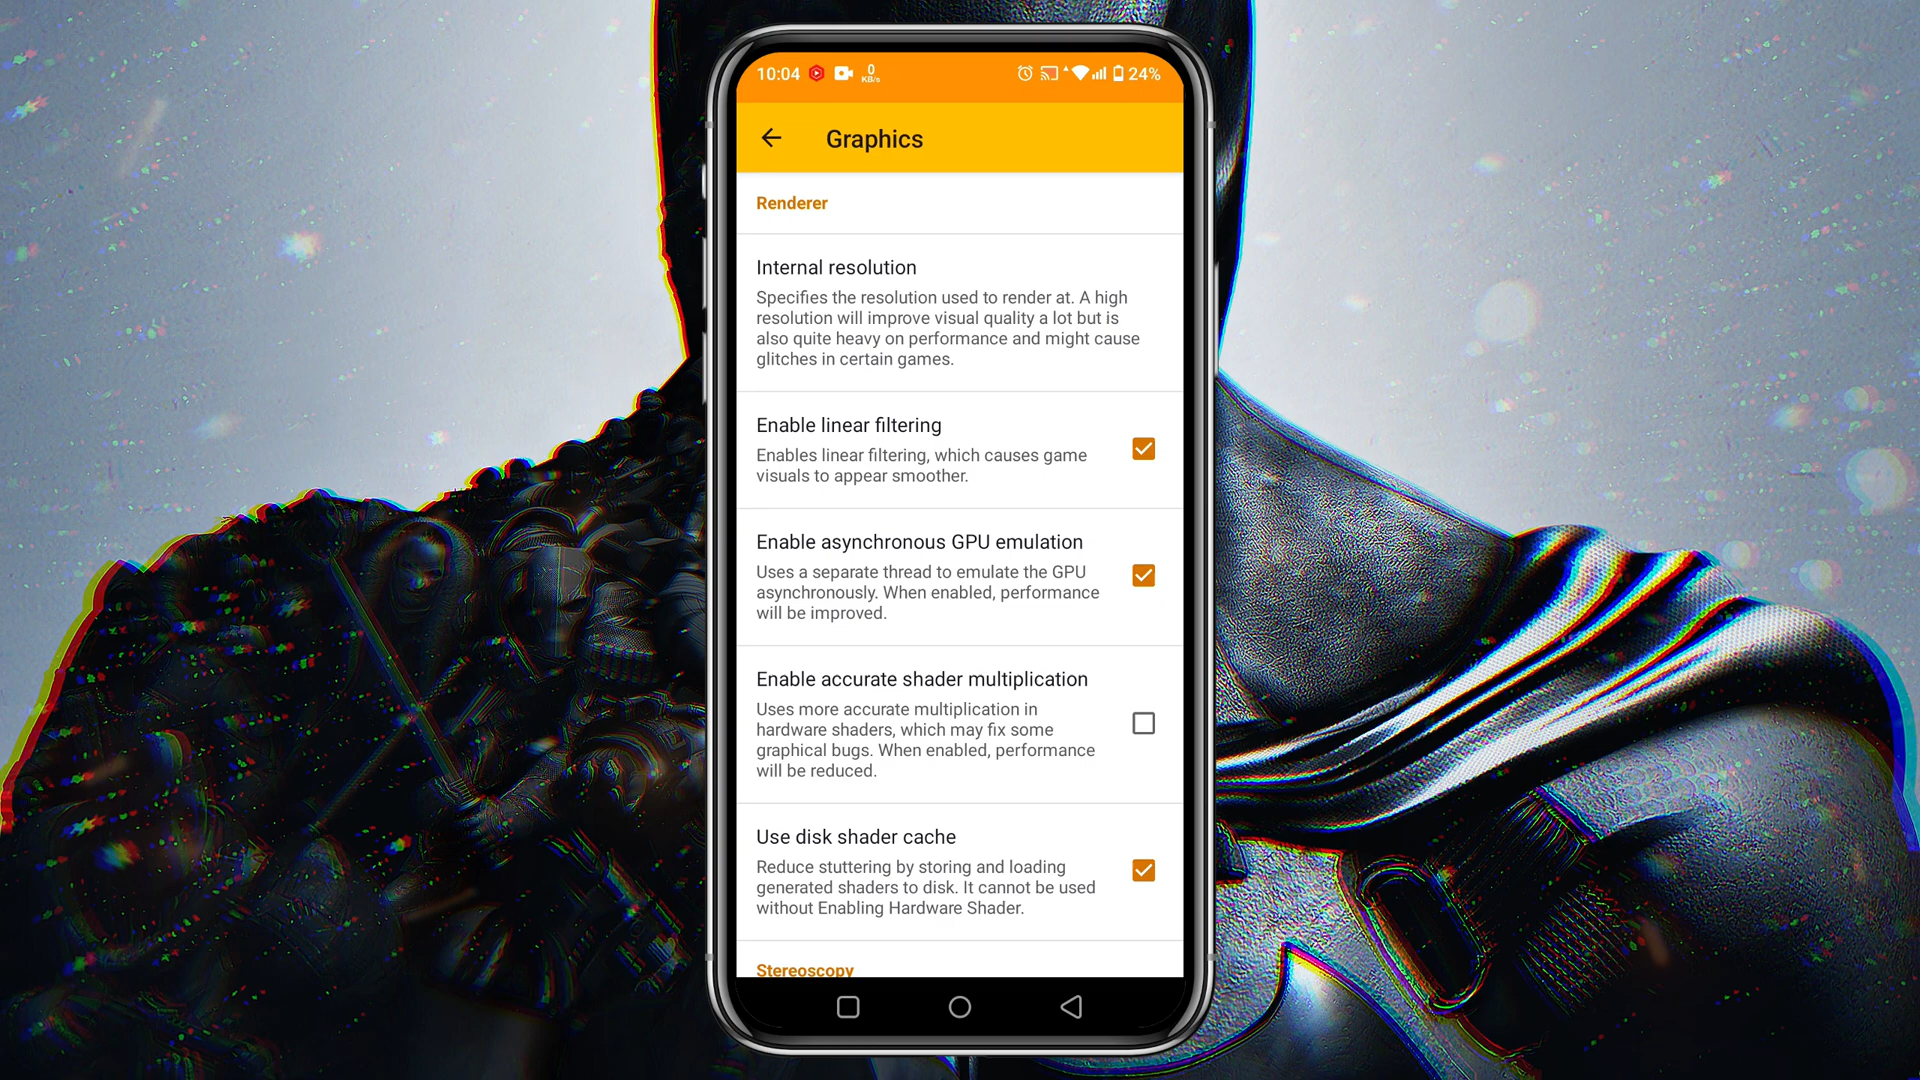 10:04 0 KB/s 24%
Graphics
Renderer
Internal resolution
Specifies the resolution used to render at. A high
resolution will improve visual quality a lot but is
also quite heavy on performance and might cause
glitches in certain games.
Enable linear filtering
Enables linear filtering, which causes game
visuals to appear smoother.
Enable asynchronous GPU emulation
Uses a separate thread to emulate the GPU
asynchronously. When enabled, performance
will be improved.
Enable accurate shader multiplication
Uses more accurate multiplication in
hardware shaders, which may fix some
graphical bugs. When enabled, performance
will be reduced.
Use disk shader cache
Reduce stuttering by storing and loading
generated shaders to disk. It cannot be used
without Enabling Hardware Shader.
Stereoscopy